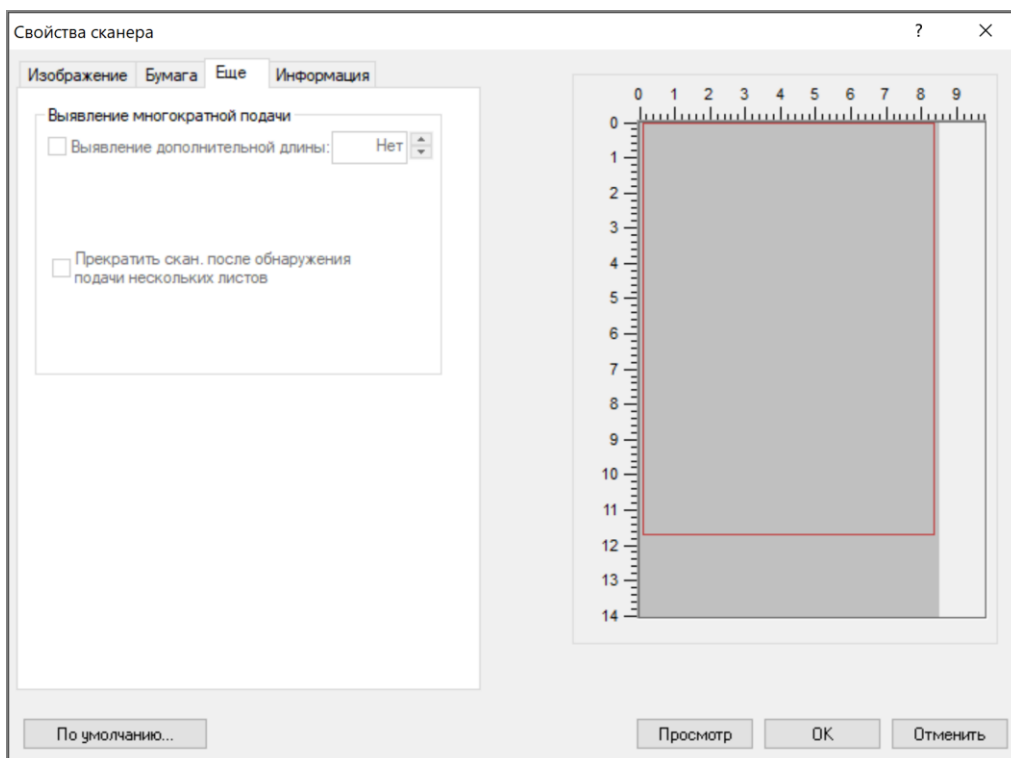 Свойства сканера
?
Изображение Бумага Еще Информация
Выявление многократной подачи
Выявление дополнительной длины: Нет
Прекратить скан. после обнаружения
подачи нескольких листов
0 1 2 3 4 5 6 7 8 9
0
1
2
3
4
5
6
7
8
9
10
11
12
13
14
По умолчанию... Просмотр OK Отменить